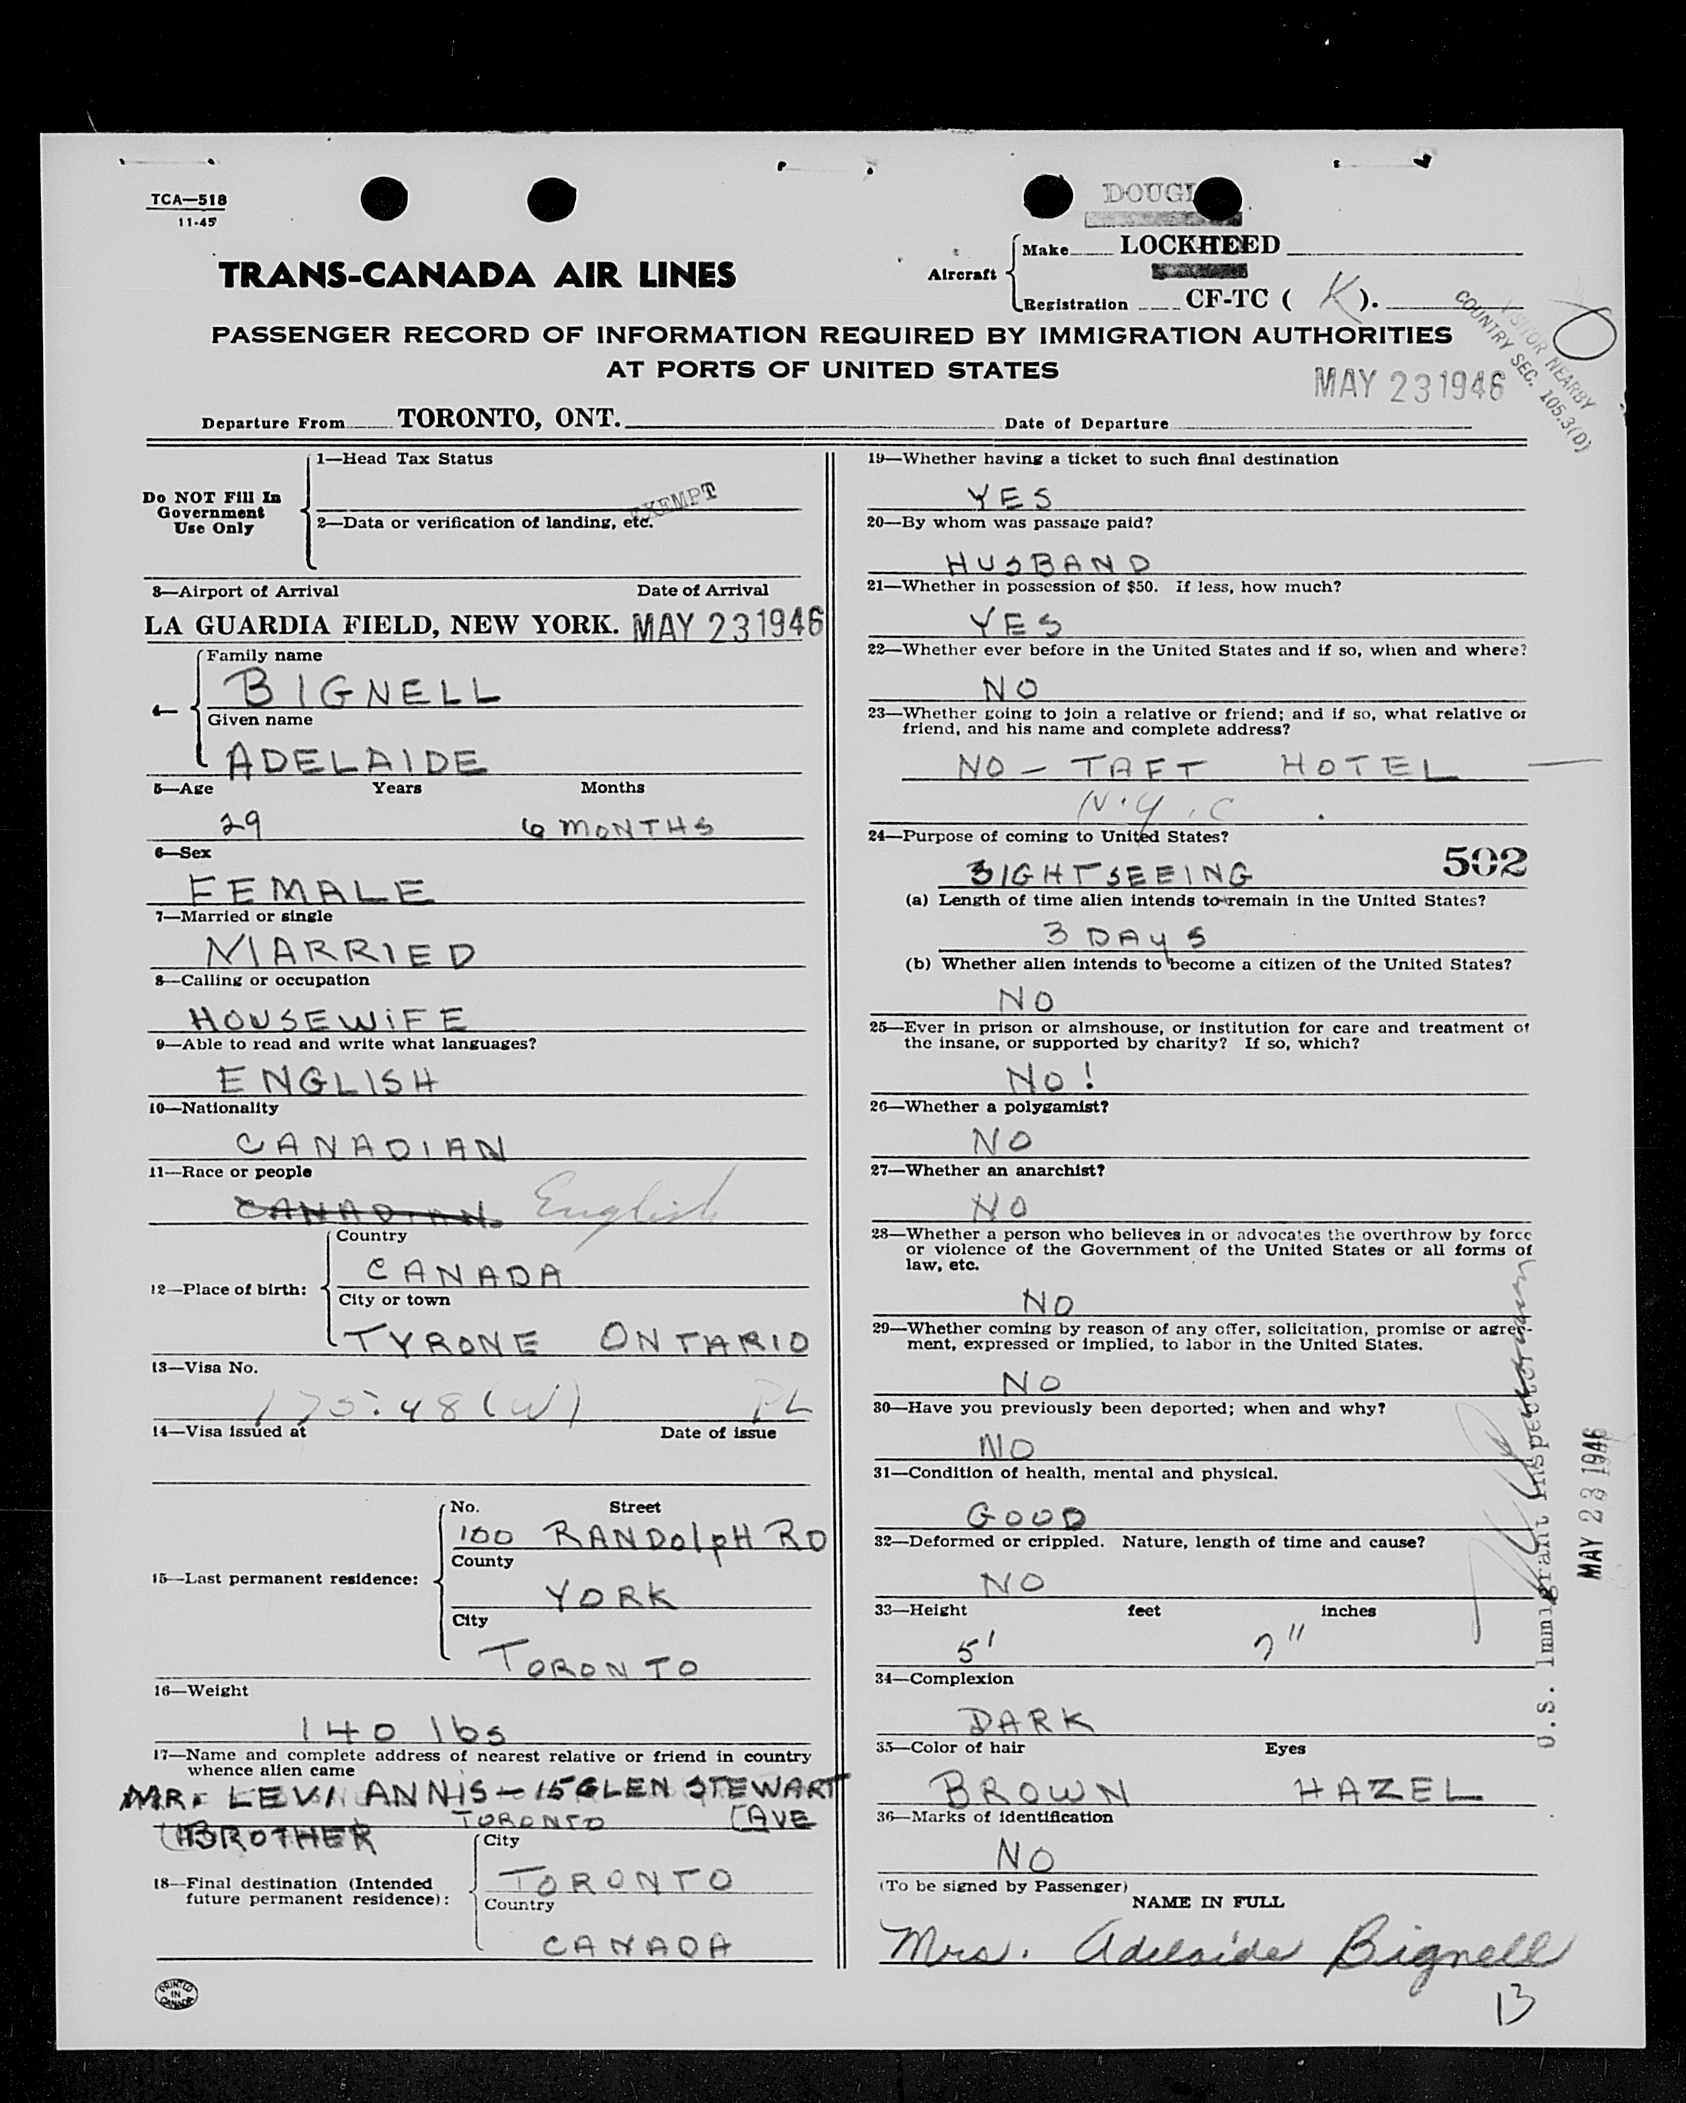 TCA—518
11-45
DOUGL
Make LOCKHEED
TRANS-CANADA AIR LINES
Aircraft
Registration CF-TC ( K ).
PASSENGER RECORD OF INFORMATION REQUIRED BY IMMIGRATION AUTHORITIES
AT PORTS OF UNITED STATES
VISITOR NEARBY
COUNTRY SEC. 105.3(D)
MAY 23 1946
Departure From TORONTO, ONT. Date of Departure
Do NOT Fill In
Government
Use Only
1—Head Tax Status
EXEMPT
2—Data or verification of landing, etc.
3—Airport of Arrival Date of Arrival
LA GUARDIA FIELD, NEW YORK. MAY 23 1946
4—
Family name
BIGNELL
Given name
ADELAIDE
5—Age Years Months
29 6 MONTHS
6—Sex
FEMALE
7—Married or single
MARRIED
8—Calling or occupation
HOUSEWIFE
9—Able to read and write what languages?
ENGLISH
10—Nationality
CANADIAN
11—Race or people
CANADIAN. English
12—Place of birth:
Country
CANADA
City or town
TYRONE ONTARIO
13—Visa No.
175:48 (W) PL
14—Visa issued at Date of issue
15—Last permanent residence:
No. Street
100 RANDOLPH RD
County
YORK
City
TORONTO
16—Weight
140 lbs
17—Name and complete address of nearest relative or friend in country
whence alien came
MR. LEVI ANNIS — 15 GLEN STEWART
TORONTO (AVE
BROTHER
18—Final destination (Intended
future permanent residence):
City
TORONTO
Country
CANADA
PRINTED
IN
CANADA
19—Whether having a ticket to such final destination
YES
20—By whom was passage paid?
HUSBAND
21—Whether in possession of $50. If less, how much?
YES
22—Whether ever before in the United States and if so, when and where?
NO
23—Whether going to join a relative or friend; and if so, what relative or
friend, and his name and complete address?
NO — TAFT HOTEL
N.Y.C.
24—Purpose of coming to United States?
SIGHTSEEING 502
(a) Length of time alien intends to remain in the United States?
3 DAYS
(b) Whether alien intends to become a citizen of the United States?
NO
25—Ever in prison or almshouse, or institution for care and treatment of
the insane, or supported by charity? If so, which?
NO!
26—Whether a polygamist?
NO
27—Whether an anarchist?
NO
28—Whether a person who believes in or advocates the overthrow by force
or violence of the Government of the United States or all forms of
law, etc.
NO
29—Whether coming by reason of any offer, solicitation, promise or agree-
ment, expressed or implied, to labor in the United States.
NO
30—Have you previously been deported; when and why?
NO
31—Condition of health, mental and physical.
GOOD
32—Deformed or crippled. Nature, length of time and cause?
NO
33—Height feet inches
5' 7"
34—Complexion
DARK
35—Color of hair Eyes
BROWN HAZEL
36—Marks of identification
NO
(To be signed by Passenger)
NAME IN FULL
Mrs. Adelaide Bignell
13
U.S. Immigrant Inspector
MAY 23 1946